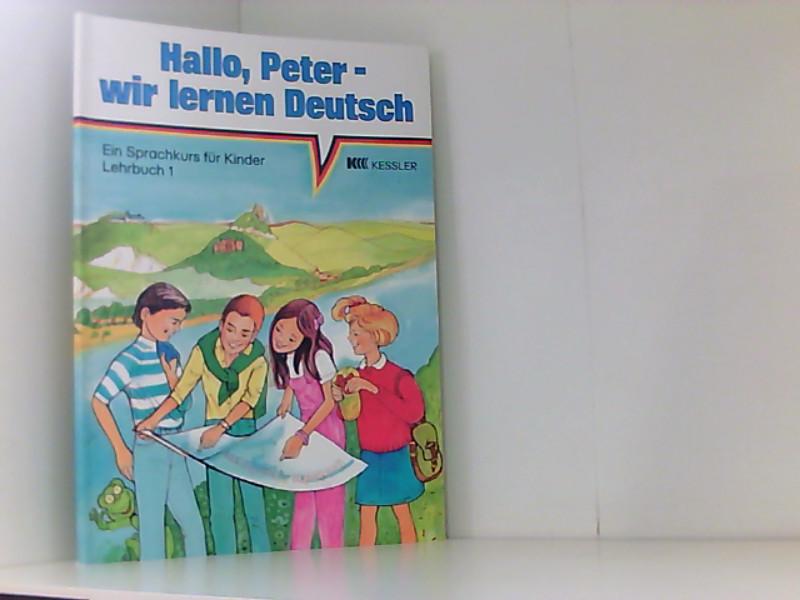 Hallo, Peter -
wir lernen Deutsch
Ein Sprachkurs für Kinder
Lehrbuch 1
KESSLER